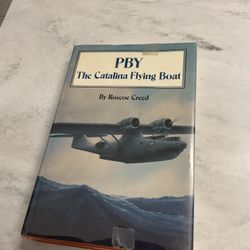 PBY
The Catalina Flying Boat
By Roscoe Creed